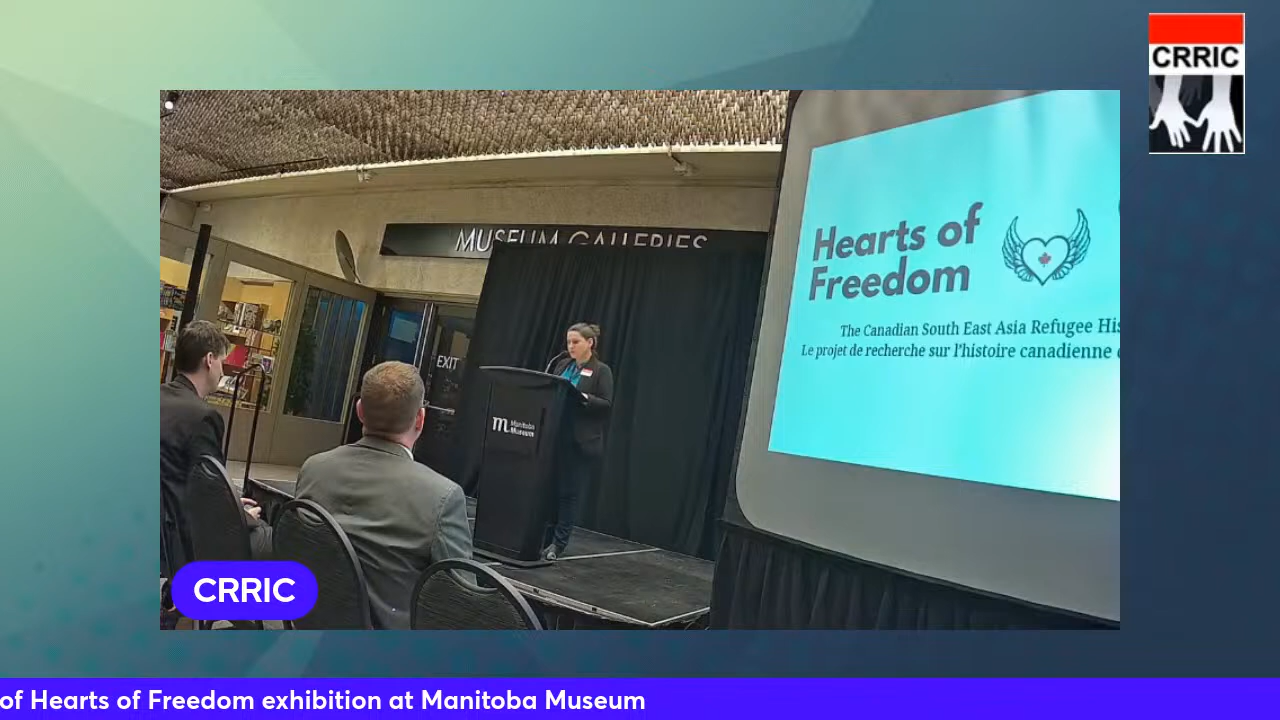 CRRIC
MUSEUM GALLERIES
Hearts of
Freedom
The Canadian South East Asia Refugee His
Le projet de recherche sur l'histoire canadienne
EXIT
m Manitoba
Museum
CRRIC
of Hearts of Freedom exhibition at Manitoba Museum